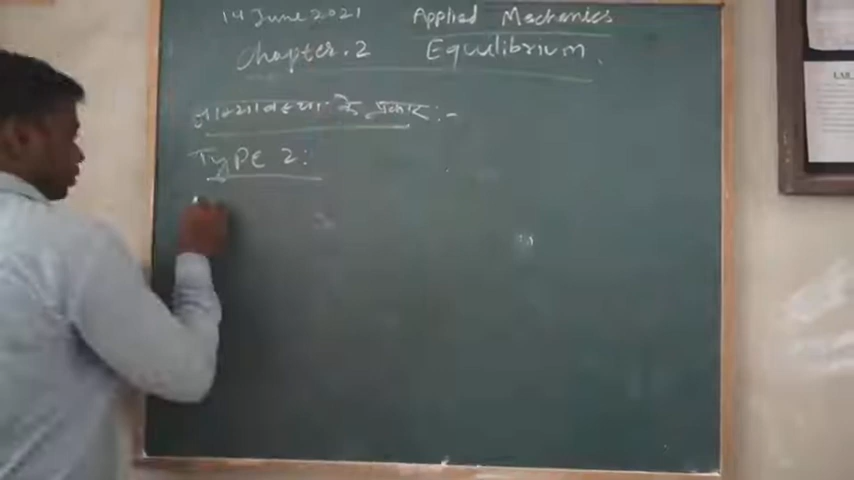 14 June 2021 Applied Mechanics
Chapter. 2 Equilibrium.
साम्यावस्था के प्रकार :-
Type 2: